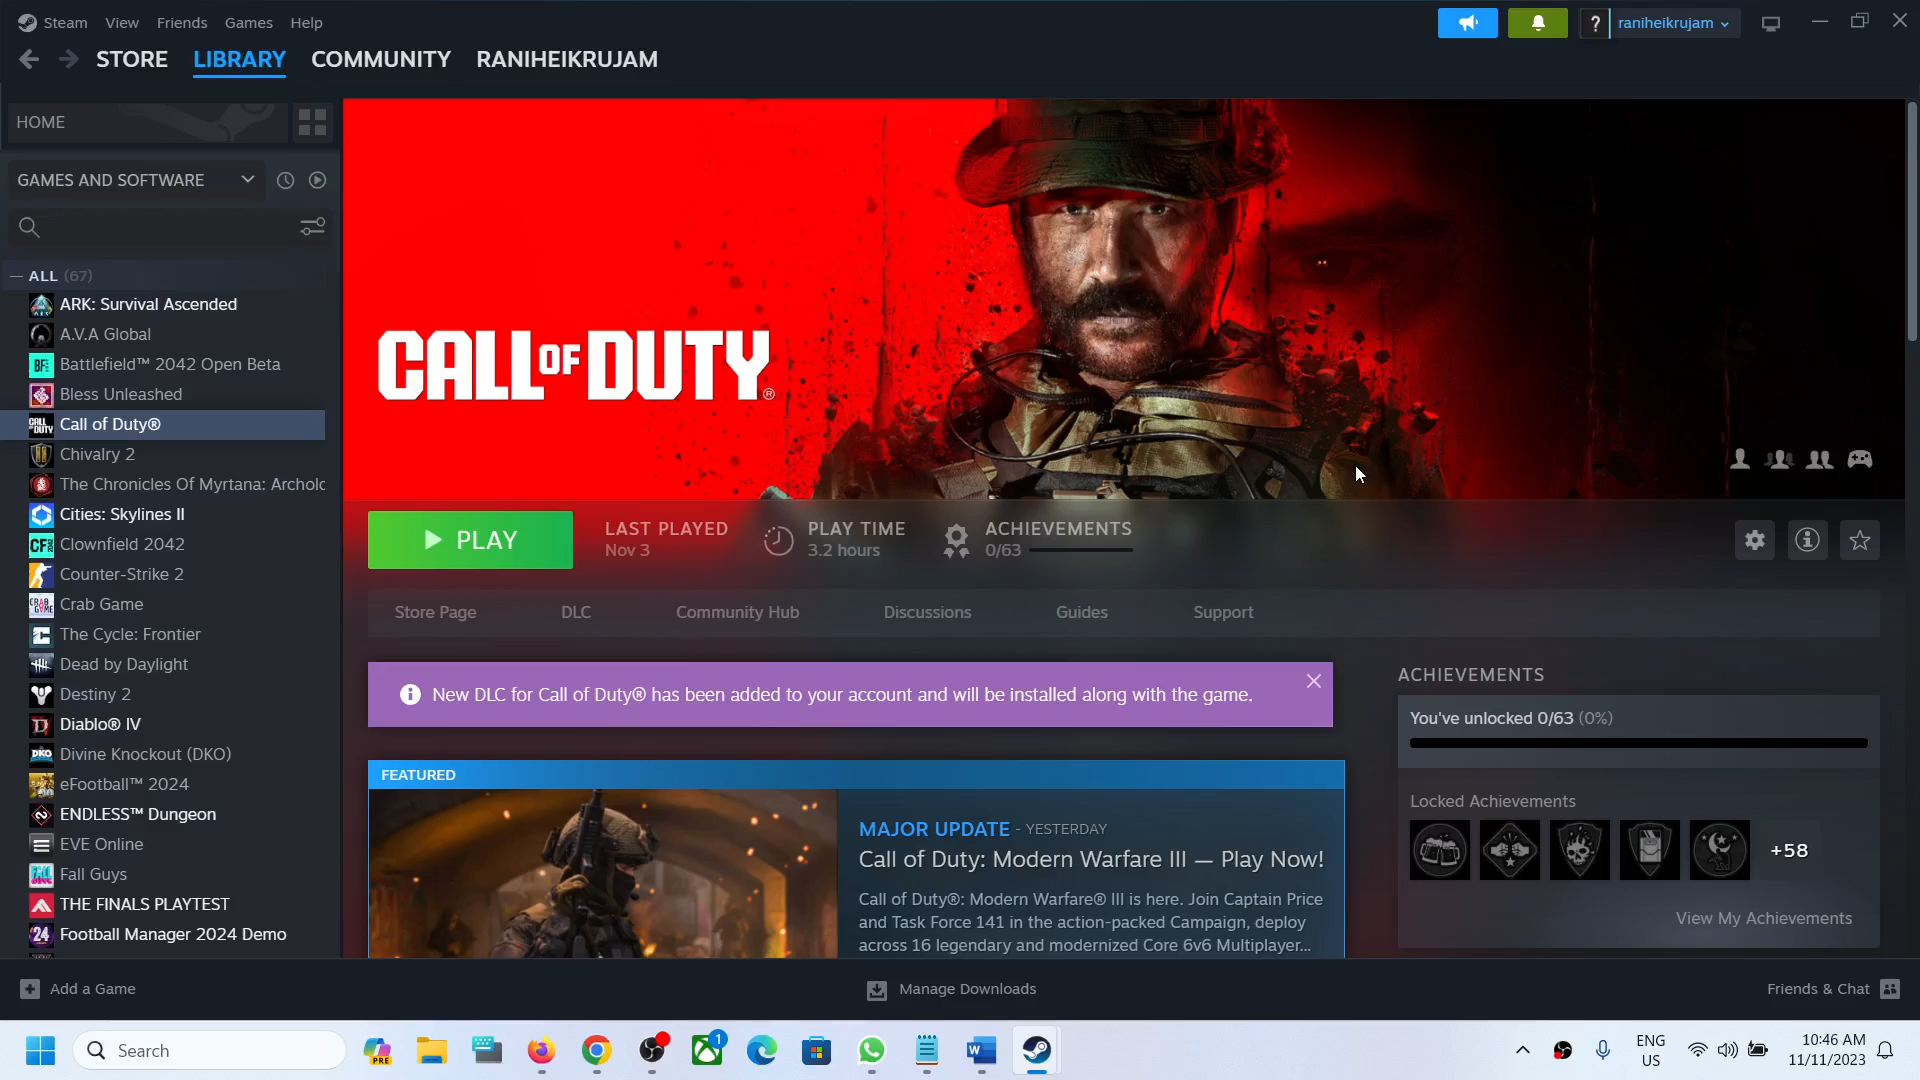 Steam View Friends Games Help
? raniheikrujam
STORE LIBRARY COMMUNITY RANIHEIKRUJAM
HOME
GAMES AND SOFTWARE
— ALL (67)
ARK: Survival Ascended
A.V.A Global
Battlefield™ 2042 Open Beta
Bless Unleashed
Call of Duty®
Chivalry 2
The Chronicles Of Myrtana: Archolo
Cities: Skylines II
Clownfield 2042
Counter-Strike 2
Crab Game
The Cycle: Frontier
Dead by Daylight
Destiny 2
Diablo® IV
Divine Knockout (DKO)
eFootball™ 2024
ENDLESS™ Dungeon
EVE Online
Fall Guys
THE FINALS PLAYTEST
Football Manager 2024 Demo
CALL OF DUTY®
PLAY
LAST PLAYED
Nov 3
PLAY TIME
3.2 hours
ACHIEVEMENTS
0/63
Store Page DLC Community Hub Discussions Guides Support
New DLC for Call of Duty® has been added to your account and will be installed along with the game.
FEATURED
MAJOR UPDATE - YESTERDAY
Call of Duty: Modern Warfare III — Play Now!
Call of Duty®: Modern Warfare® III is here. Join Captain Price
and Task Force 141 in the action-packed Campaign, deploy
across 16 legendary and modernized Core 6v6 Multiplayer...
ACHIEVEMENTS
You've unlocked 0/63 (0%)
Locked Achievements
+58
View My Achievements
Add a Game
Manage Downloads
Friends & Chat
Search
PRE
1
ENG
US
10:46 AM
11/11/2023